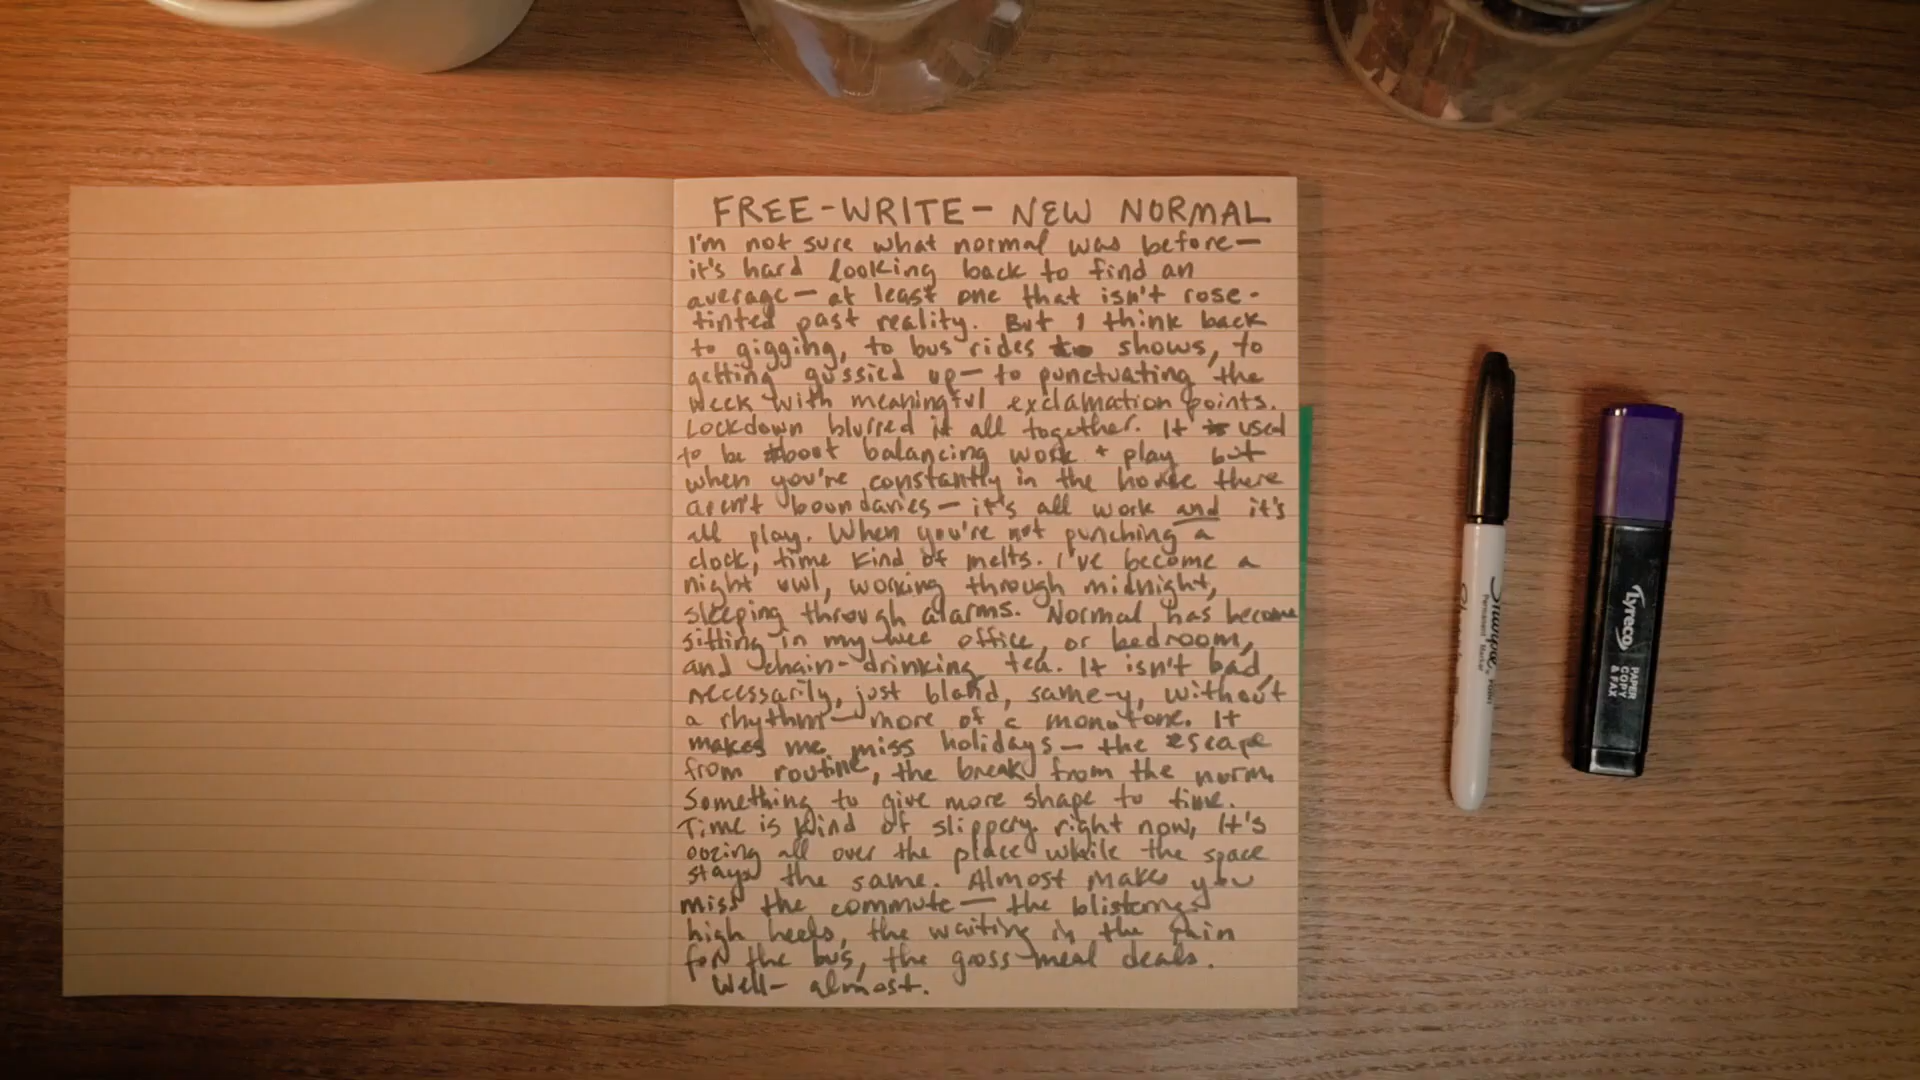 FREE-WRITE- NEW NORMAL
I'm not sure what normal was before—
it's hard looking back to find an
average— at least one that isn't rose-
tinted past reality. But I think back
to gigging, to bus rides to shows, to
getting gussied up— to punctuating the
week with meaningful exclamation points.
Lockdown blurred it all together. It used
to be about balancing work + play but
when you're constantly in the house there
aren't boundaries— it's all work and it's
all play. When you're not punching a
clock, time kind of melts. I've become a
night owl, working through midnight,
sleeping through alarms. Normal has become
sitting in my wee office, or bedroom,
and chain-drinking tea. It isn't bad,
necessarily, just bland, same-y, without
a rhythm— more of a monotone. It
makes me miss holidays— the escape
from routine, the break from the norm.
Something to give more shape to time.
Time is kind of slippery right now, It's
oozing all over the place while the space
stays the same. Almost makes you
miss the commute— the blistering
high heels, the waiting in the rain
for the bus, the gross meal deals.
Well- almost.
Sharpie
Permanent Marker
Lyreco
PAPER
COPY
& FAX